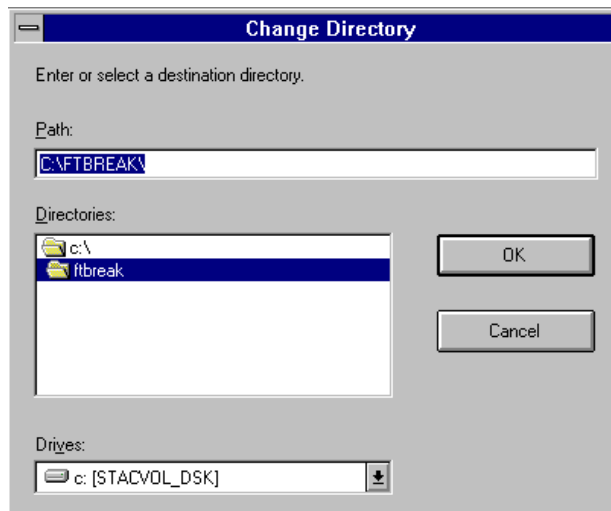 Change Directory
Enter or select a destination directory.
Path:
C:\FTBREAK\
Directories:
c:\
ftbreak
OK
Cancel
Drives:
c: [STACVOL_DSK]